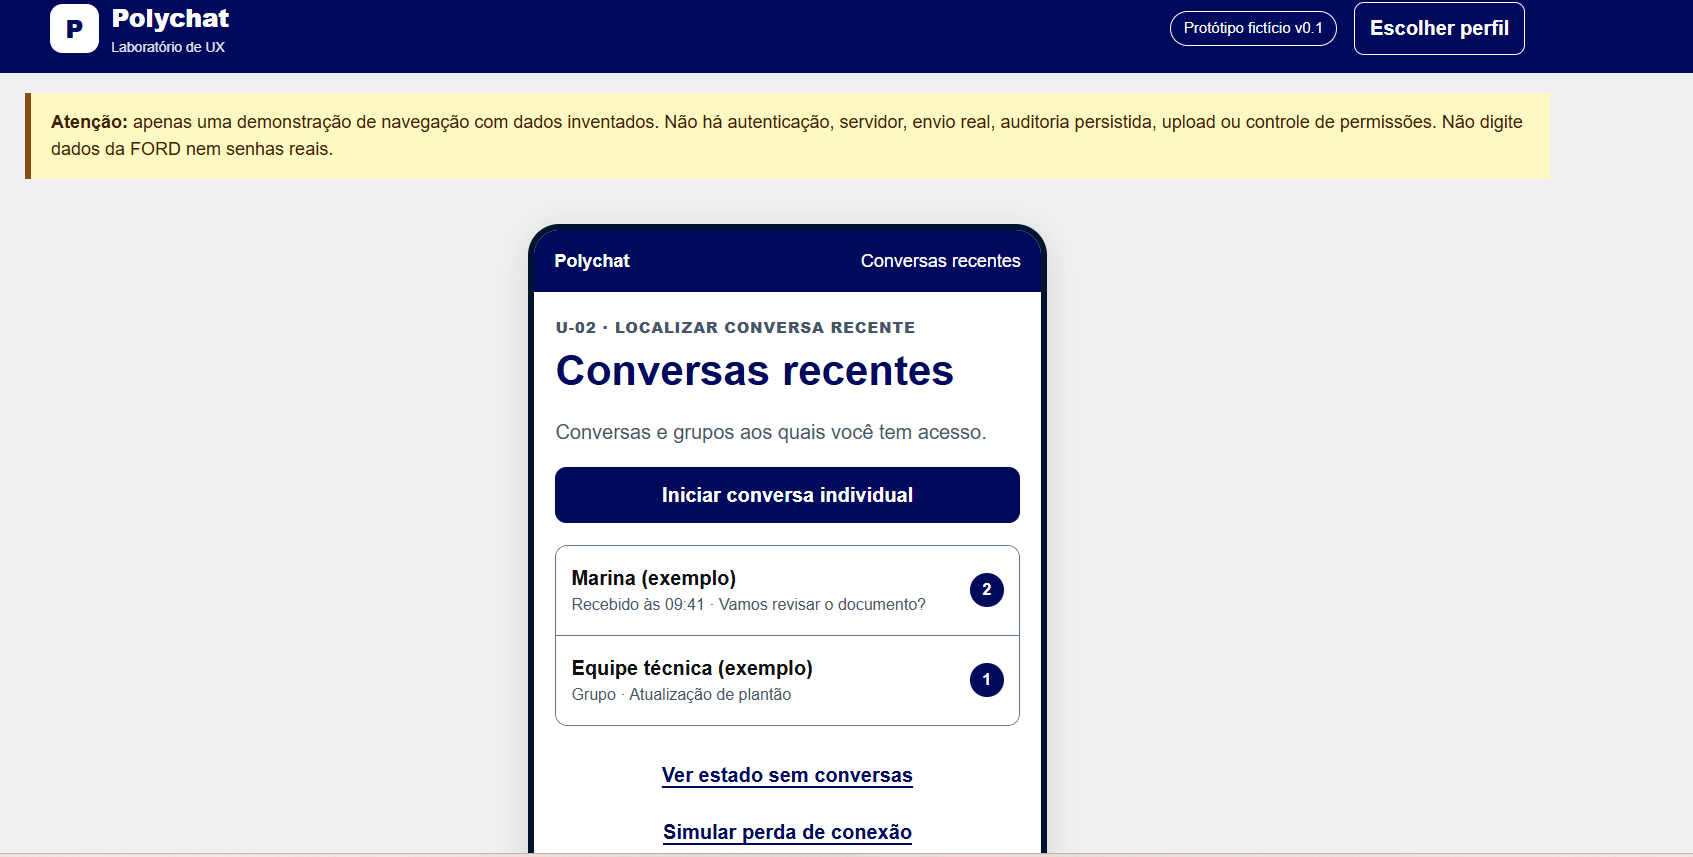 P
Polychat
Laboratório de UX
Protótipo fictício v0.1
Escolher perfil
Atenção: apenas uma demonstração de navegação com dados inventados. Não há autenticação, servidor, envio real, auditoria persistida, upload ou controle de permissões. Não digite
dados da FORD nem senhas reais.
Polychat
Conversas recentes
U-02 · LOCALIZAR CONVERSA RECENTE
Conversas recentes
Conversas e grupos aos quais você tem acesso.
Iniciar conversa individual
Marina (exemplo)
Recebido às 09:41 · Vamos revisar o documento?
2
Equipe técnica (exemplo)
Grupo · Atualização de plantão
1
Ver estado sem conversas
Simular perda de conexão